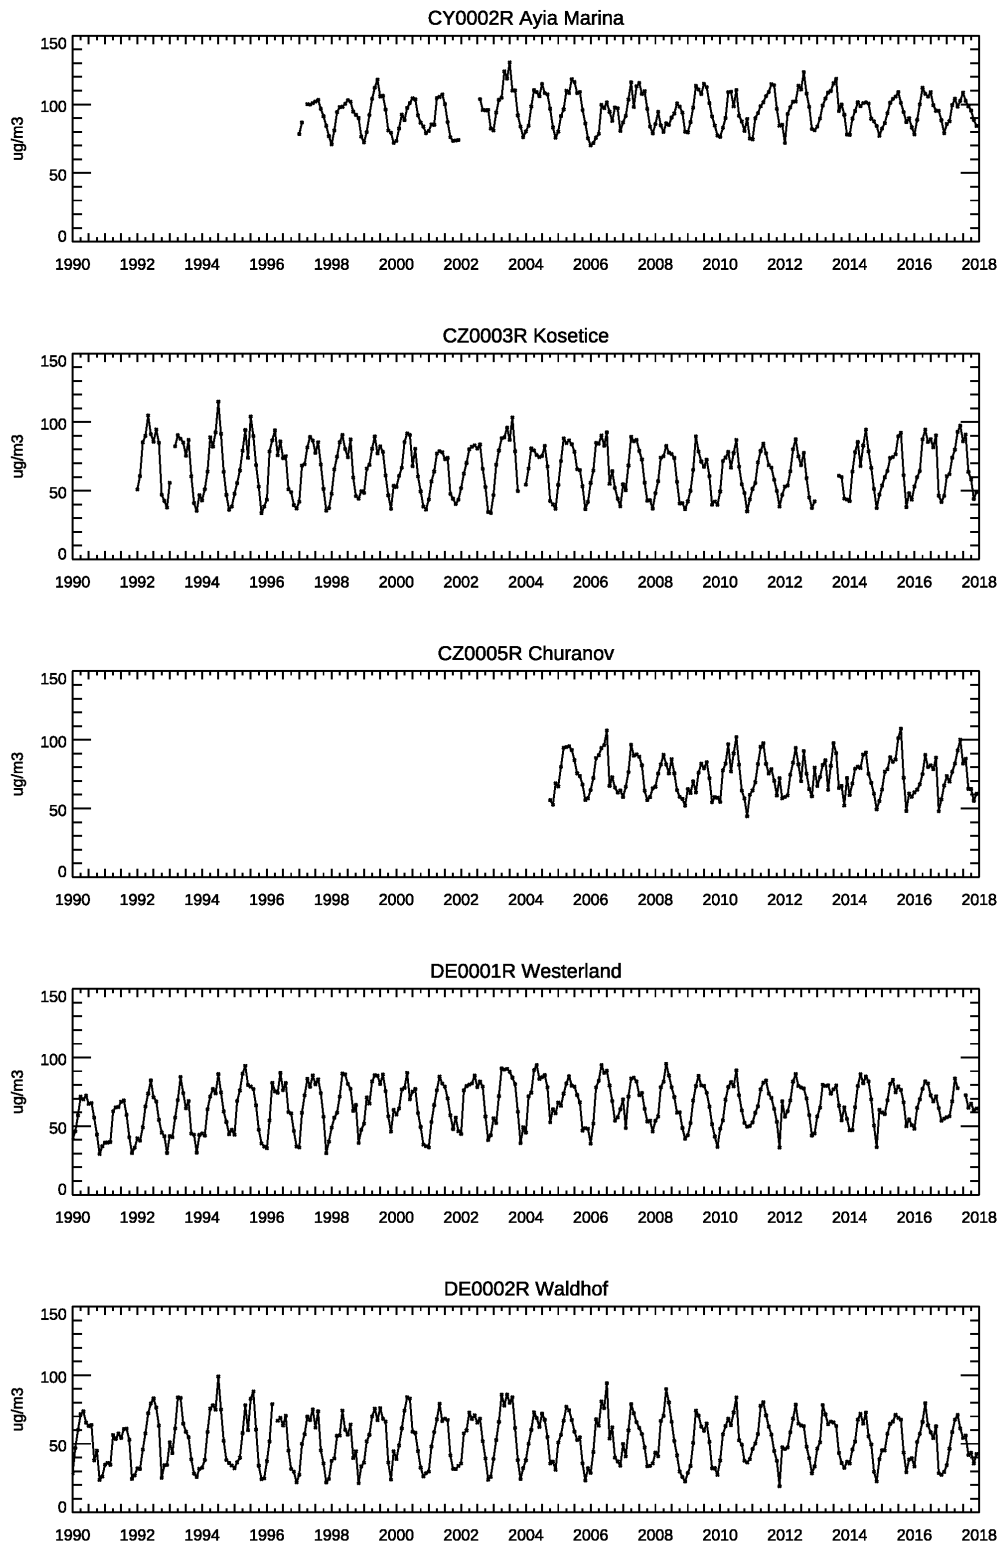 CY0002R Ayia Marina
150
100
50
0
ug/m3
1990 1992 1994 1996 1998 2000 2002 2004 2006 2008 2010 2012 2014 2016 2018
CZ0003R Kosetice
150
100
50
0
ug/m3
1990 1992 1994 1996 1998 2000 2002 2004 2006 2008 2010 2012 2014 2016 2018
CZ0005R Churanov
150
100
50
0
ug/m3
1990 1992 1994 1996 1998 2000 2002 2004 2006 2008 2010 2012 2014 2016 2018
DE0001R Westerland
150
100
50
0
ug/m3
1990 1992 1994 1996 1998 2000 2002 2004 2006 2008 2010 2012 2014 2016 2018
DE0002R Waldhof
150
100
50
0
ug/m3
1990 1992 1994 1996 1998 2000 2002 2004 2006 2008 2010 2012 2014 2016 2018